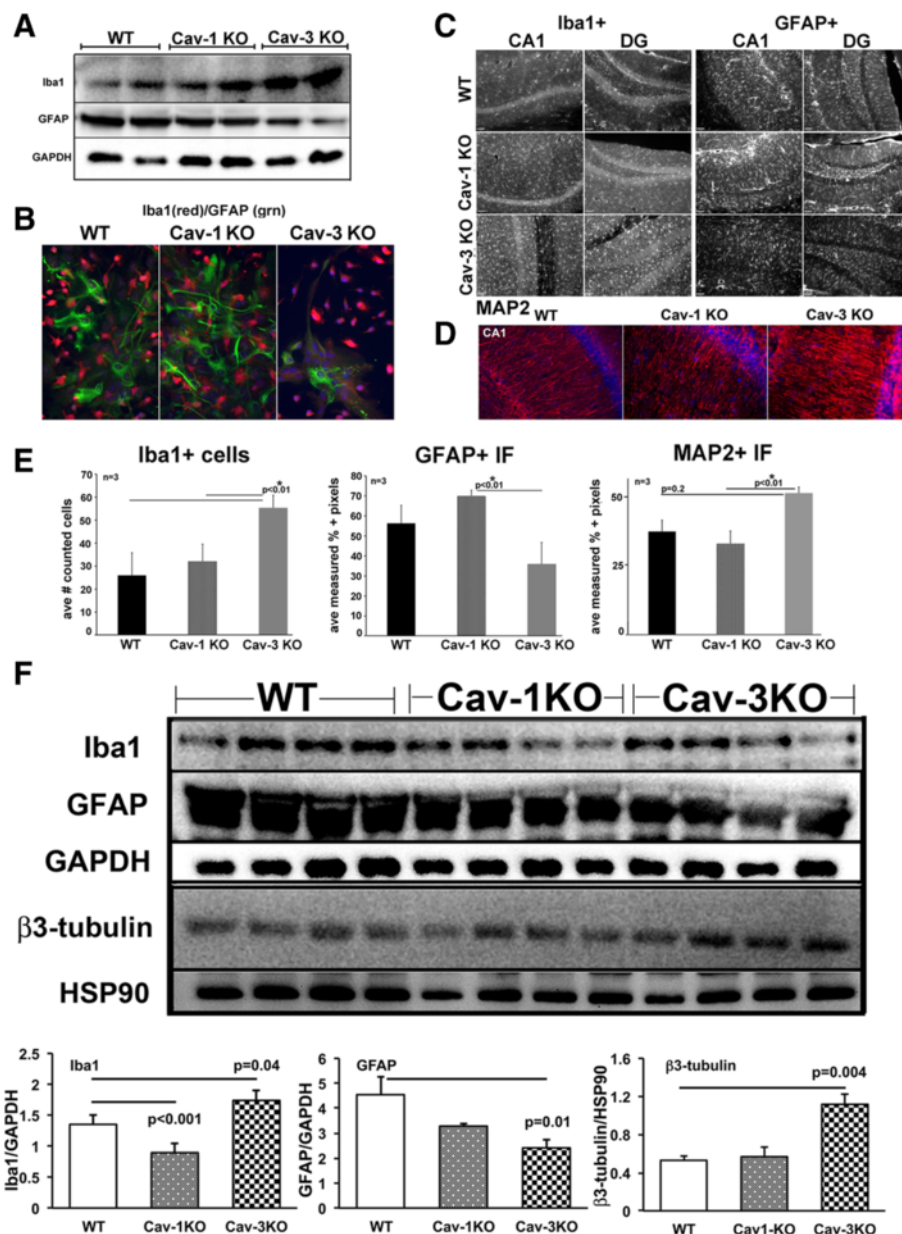 A
WT Cav-1 KO Cav-3 KO
Iba1
GFAP
GAPDH
B
Iba1(red)/GFAP (grn)
WT Cav-1 KO Cav-3 KO
C
Iba1+ GFAP+
CA1 DG CA1 DG
WT
Cav-1 KO
Cav-3 KO
MAP2
D
WT Cav-1 KO Cav-3 KO
CA1
E
Iba1+ cells
ave # counted cells
70
60
50
40
30
20
10
0
n=3
*
p<0.01
WT Cav-1 KO Cav-3 KO
GFAP+ IF
ave measured % + pixels
80
70
60
50
40
30
20
10
0
n=3
*
p<0.01
WT Cav-1 KO Cav-3 KO
MAP2+ IF
ave measured % + pixels
50
25
0
n=3
p=0.2
*
p<0.01
WT Cav-1 KO Cav-3 KO
F
WT Cav-1KO Cav-3KO
Iba1
GFAP
GAPDH
β3-tubulin
HSP90
Iba1/GAPDH
2.5
2
1.5
1
0.5
0
Iba1
p=0.04
p<0.001
WT Cav-1KO Cav-3KO
GFAP/GAPDH
6
5
4
3
2
1
0
GFAP
p=0.01
WT Cav-1KO Cav-3KO
β3-tubulin/HSP90
1.6
1.2
0.8
0.4
0
β3-tubulin
p=0.004
WT Cav1-KO Cav-3KO